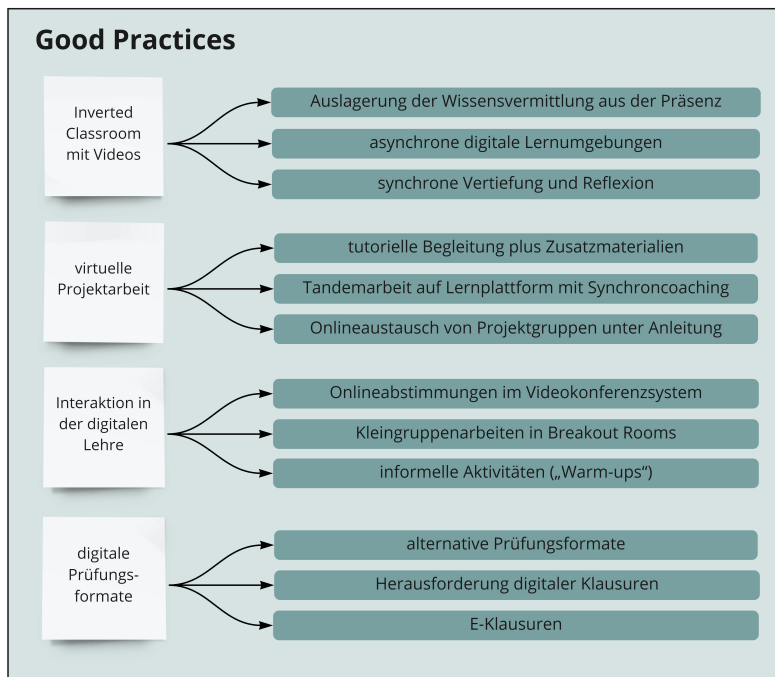 Good Practices
Inverted
Classroom
mit Videos
Auslagerung der Wissensvermittlung aus der Präsenz
asynchrone digitale Lernumgebungen
synchrone Vertiefung und Reflexion
virtuelle
Projektarbeit
tutorielle Begleitung plus Zusatzmaterialien
Tandemarbeit auf Lernplattform mit Synchroncoaching
Onlineaustausch von Projektgruppen unter Anleitung
Interaktion in
der digitalen
Lehre
Onlineabstimmungen im Videokonferenzsystem
Kleingruppenarbeiten in Breakout Rooms
informelle Aktivitäten („Warm-ups“)
digitale
Prüfungs-
formate
alternative Prüfungsformate
Herausforderung digitaler Klausuren
E-Klausuren